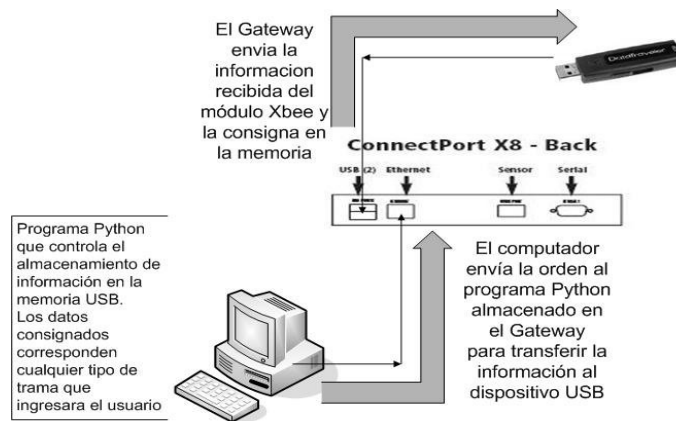 El Gateway
envia la
informacion
recibida del
módulo Xbee y
la consigna en
la memoria
DataTraveler
ConnectPort X8 - Back
USB (2) Ethernet Sensor Serial
Programa Python
que controla el
almacenamiento de
información en la
memoria USB.
Los datos
consignados
corresponden
cualquier tipo de
trama que
ingresara el usuario
El computador
envía la orden al
programa Python
almacenado en
el Gateway
para transferir la
información al
dispositivo USB